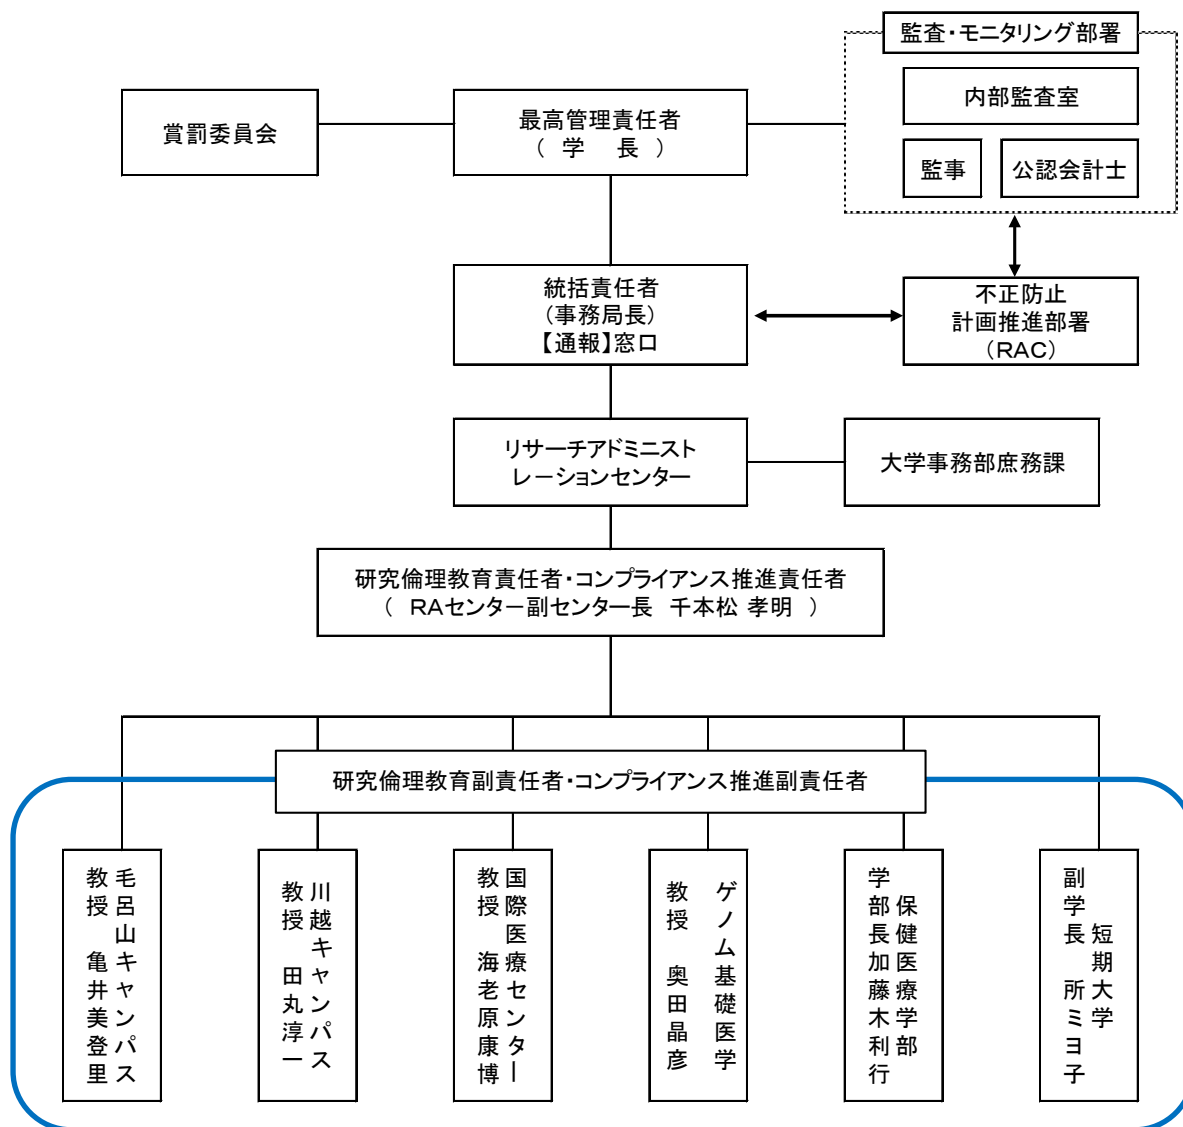 監査・モニタリング部署
内部監査室
監事
公認会計士
賞罰委員会
最高管理責任者
（ 学 長 ）
統括責任者
（事務局長）
【通報】窓口
不正防止
計画推進部署
（RAC）
リサーチアドミニスト
レーションセンター
大学事務部庶務課
研究倫理教育責任者・コンプライアンス推進責任者
（ RAセンター副センター長 千本松 孝明 ）
研究倫理教育副責任者・コンプライアンス推進副責任者
毛呂山キャンパス
教授 亀井美登里
川越キャンパス
教授 田丸淳一
国際医療センター
教授 海老原康博
ゲノム基礎医学
教授 奥田晶彦
保健医療学部
学部長加藤木利行
短期大学
副学長 所ミヨ子